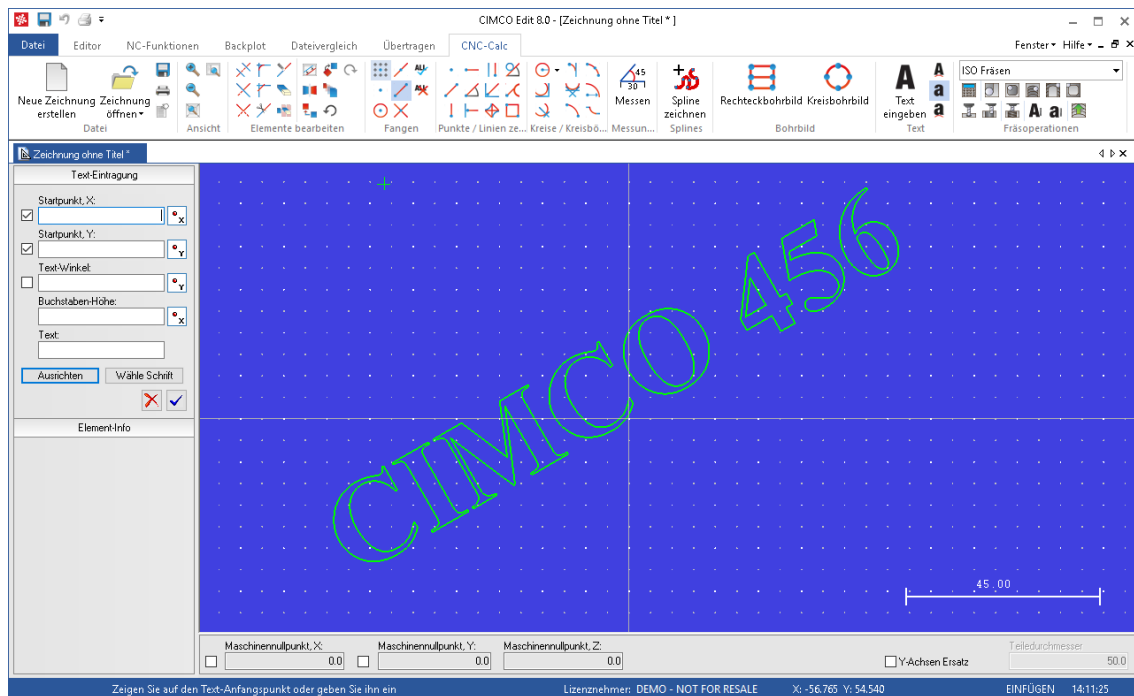 CIMCO Edit 8.0 - [Zeichnung ohne Titel * ]
Datei Editor NC-Funktionen Backplot Dateivergleich Übertragen CNC-Calc Fenster Hilfe
Neue Zeichnung erstellen
Zeichnung öffnen
ALL
45
30
Messen
Spline zeichnen
Rechteckbohrbild Kreisbohrbild
A
Text eingeben
A
a
a
ISO Fräsen
A a
Datei Ansicht Elemente bearbeiten Fangen Punkte / Linien ze... Kreise / Kreisbö... Messun... Splines Bohrbild Text Fräsoperationen
Zeichnung ohne Titel *
Text-Eintragung
Startpunkt, X:
X
Startpunkt, Y:
Y
Text-Winkel:
Y
Buchstaben-Höhe:
X
Text:
Ausrichten Wähle Schrift
Element-Info
CIMCO 456
45.00
Maschinennullpunkt, X: Maschinennullpunkt, Y: Maschinennullpunkt, Z: Teiledurchmesser
0.0 0.0 0.0 Y-Achsen Ersatz 50.0
Zeigen Sie auf den Text-Anfangspunkt oder geben Sie ihn ein Lizenznehmer: DEMO - NOT FOR RESALE X: -56.765 Y: 54.540 EINFÜGEN 14:11:25